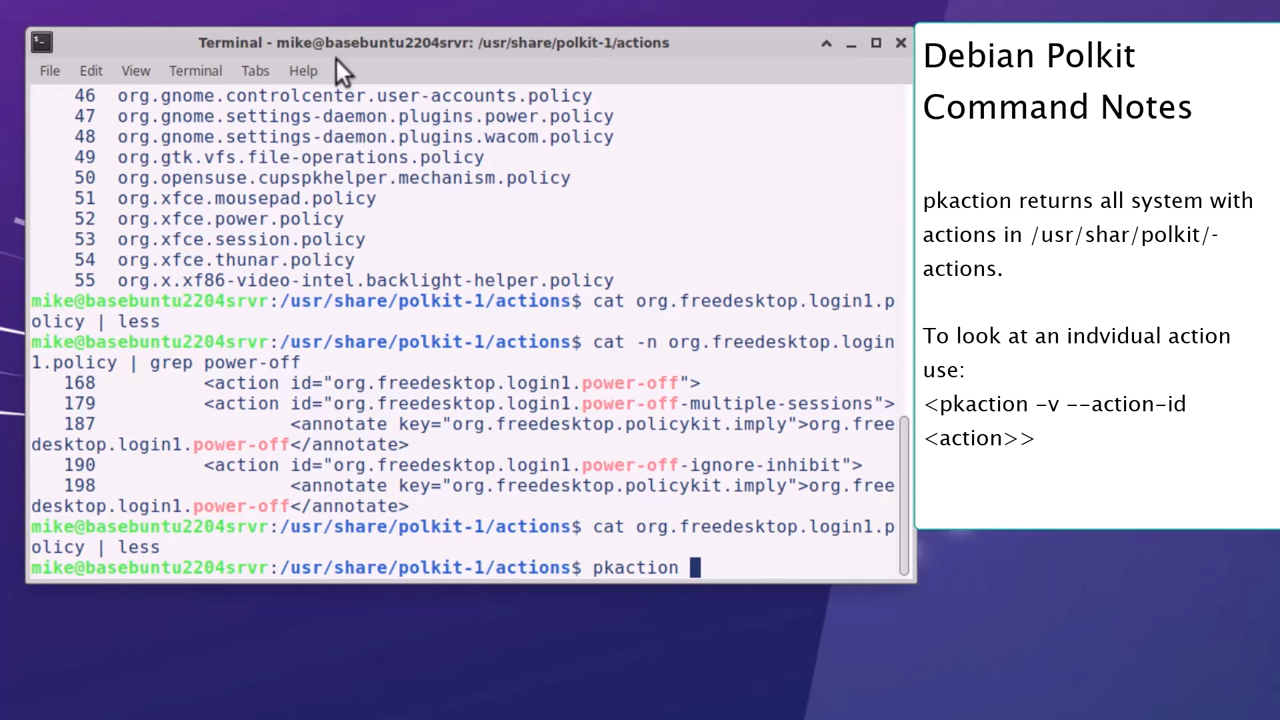 Terminal - mike@basebuntu2204srvr: /usr/share/polkit-1/actions
File Edit View Terminal Tabs Help
46 org.gnome.controlcenter.user-accounts.policy
47 org.gnome.settings-daemon.plugins.power.policy
48 org.gnome.settings-daemon.plugins.wacom.policy
49 org.gtk.vfs.file-operations.policy
50 org.opensuse.cupspkhelper.mechanism.policy
51 org.xfce.mousepad.policy
52 org.xfce.power.policy
53 org.xfce.session.policy
54 org.xfce.thunar.policy
55 org.x.xf86-video-intel.backlight-helper.policy
mike@basebuntu2204srvr:/usr/share/polkit-1/actions$ cat org.freedesktop.login1.p
olicy | less
mike@basebuntu2204srvr:/usr/share/polkit-1/actions$ cat -n org.freedesktop.login
1.policy | grep power-off
168 <action id="org.freedesktop.login1.power-off">
179 <action id="org.freedesktop.login1.power-off-multiple-sessions">
187 <annotate key="org.freedesktop.policykit.imply">org.free
desktop.login1.power-off</annotate>
190 <action id="org.freedesktop.login1.power-off-ignore-inhibit">
198 <annotate key="org.freedesktop.policykit.imply">org.free
desktop.login1.power-off</annotate>
mike@basebuntu2204srvr:/usr/share/polkit-1/actions$ cat org.freedesktop.login1.p
olicy | less
mike@basebuntu2204srvr:/usr/share/polkit-1/actions$ pkaction
Debian Polkit
Command Notes
pkaction returns all system with
actions in /usr/shar/polkit/-
actions.
To look at an indvidual action
use:
<pkaction -v --action-id
<action>>